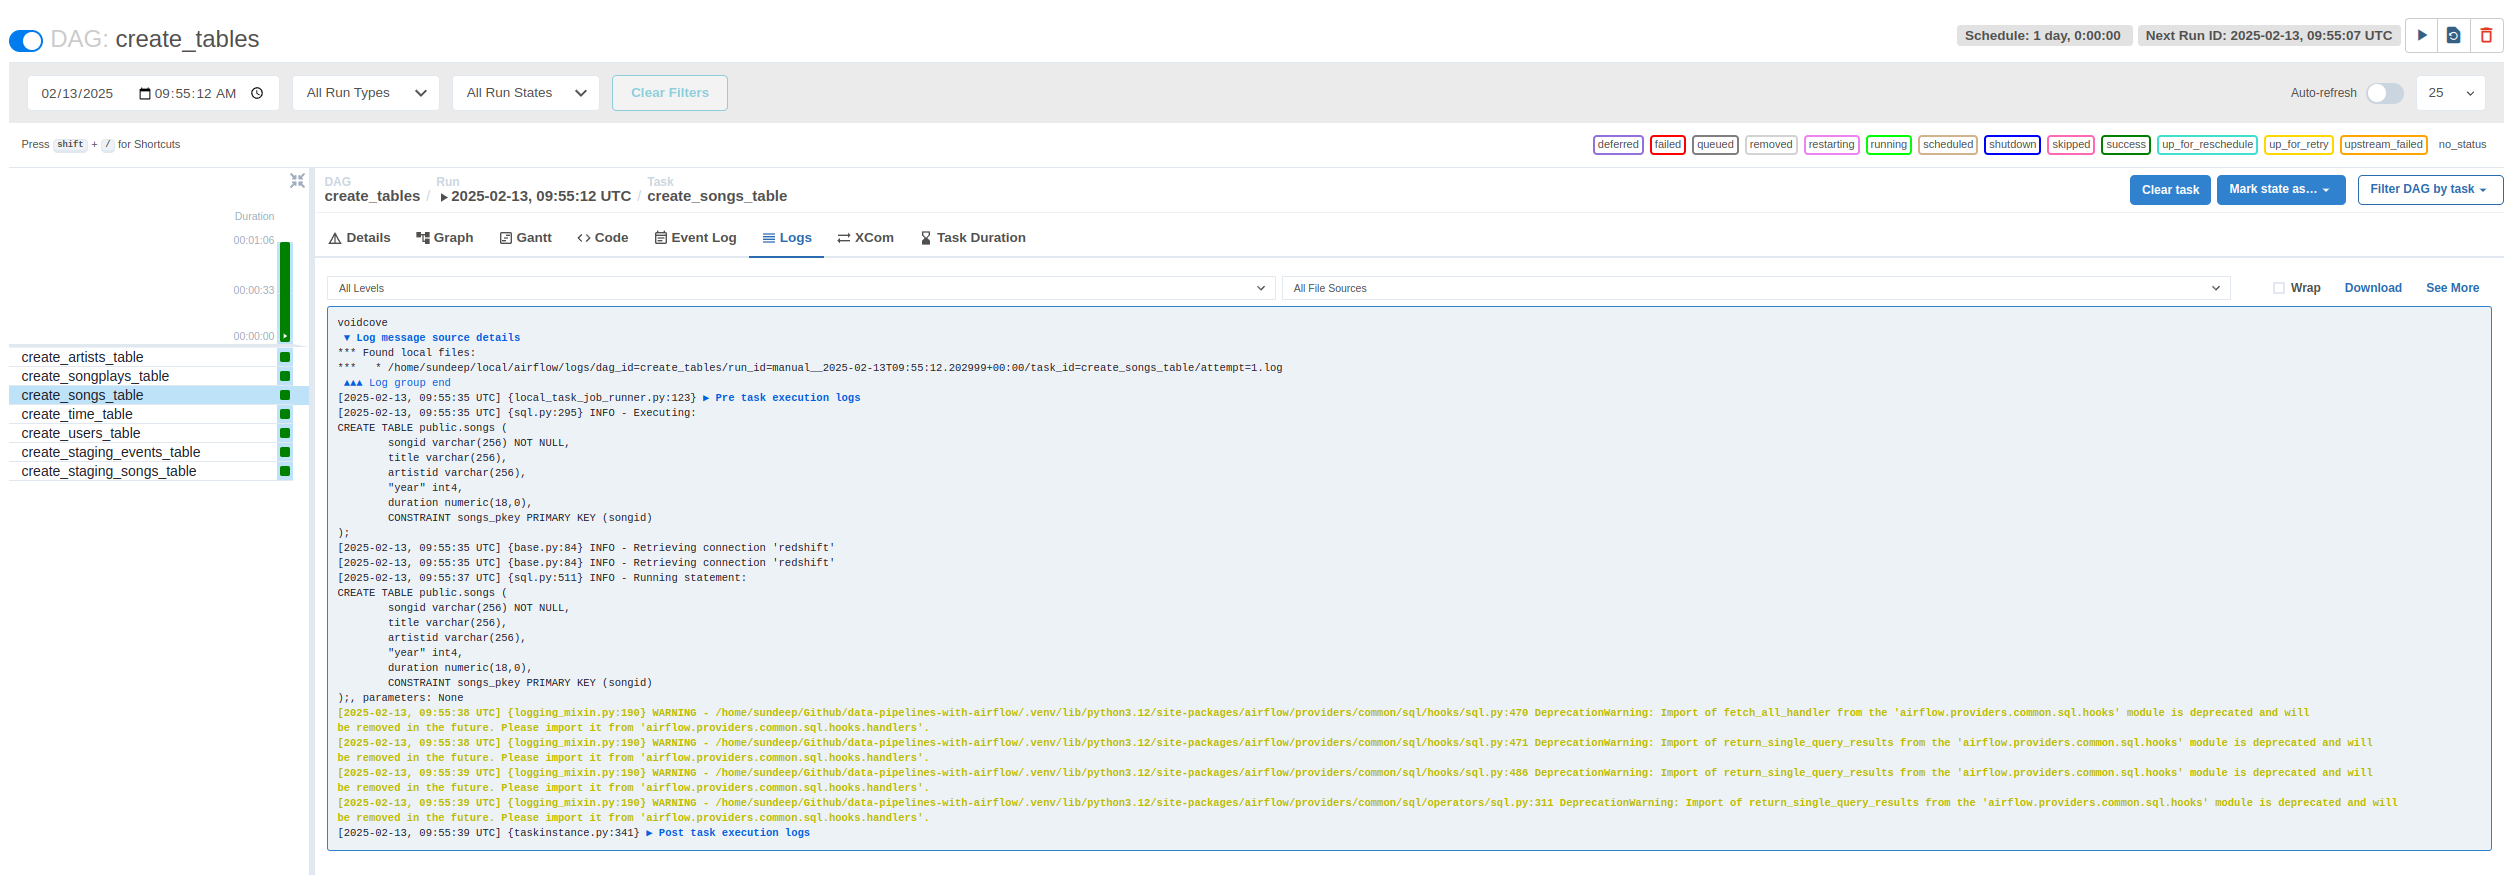 DAG: create_tables
Schedule: 1 day, 0:00:00 Next Run ID: 2025-02-13, 09:55:07 UTC
02/13/2025 09:55:12 AM All Run Types All Run States Clear Filters Auto-refresh 25
Press shift + / for Shortcuts deferred failed queued removed restarting running scheduled shutdown skipped success up_for_reschedule up_for_retry upstream_failed no_status
DAG Run Task
create_tables / 2025-02-13, 09:55:12 UTC / create_songs_table
Clear task Mark state as… Filter DAG by task
Duration
00:01:06
00:00:33
00:00:00
create_artists_table
create_songplays_table
create_songs_table
create_time_table
create_users_table
create_staging_events_table
create_staging_songs_table
Details Graph Gantt Code Event Log Logs XCom Task Duration
All Levels All File Sources Wrap Download See More
voidcove
▼ Log message source details
*** Found local files:
***   * /home/sundeep/local/airflow/logs/dag_id=create_tables/run_id=manual__2025-02-13T09:55:12.202999+00:00/task_id=create_songs_table/attempt=1.log
▲▲▲ Log group end
[2025-02-13, 09:55:35 UTC] {local_task_job_runner.py:123} ▶ Pre task execution logs
[2025-02-13, 09:55:35 UTC] {sql.py:295} INFO - Executing:
CREATE TABLE public.songs (
songid varchar(256) NOT NULL,
title varchar(256),
artistid varchar(256),
"year" int4,
duration numeric(18,0),
CONSTRAINT songs_pkey PRIMARY KEY (songid)
);
[2025-02-13, 09:55:35 UTC] {base.py:84} INFO - Retrieving connection 'redshift'
[2025-02-13, 09:55:35 UTC] {base.py:84} INFO - Retrieving connection 'redshift'
[2025-02-13, 09:55:37 UTC] {sql.py:511} INFO - Running statement:
CREATE TABLE public.songs (
songid varchar(256) NOT NULL,
title varchar(256),
artistid varchar(256),
"year" int4,
duration numeric(18,0),
CONSTRAINT songs_pkey PRIMARY KEY (songid)
);, parameters: None
[2025-02-13, 09:55:38 UTC] {logging_mixin.py:190} WARNING - /home/sundeep/Github/data-pipelines-with-airflow/.venv/lib/python3.12/site-packages/airflow/providers/common/sql/hooks/sql.py:470 DeprecationWarning: Import of fetch_all_handler from the 'airflow.providers.common.sql.hooks' module is deprecated and will
be removed in the future. Please import it from 'airflow.providers.common.sql.hooks.handlers'.
[2025-02-13, 09:55:38 UTC] {logging_mixin.py:190} WARNING - /home/sundeep/Github/data-pipelines-with-airflow/.venv/lib/python3.12/site-packages/airflow/providers/common/sql/hooks/sql.py:471 DeprecationWarning: Import of return_single_query_results from the 'airflow.providers.common.sql.hooks' module is deprecated and will
be removed in the future. Please import it from 'airflow.providers.common.sql.hooks.handlers'.
[2025-02-13, 09:55:39 UTC] {logging_mixin.py:190} WARNING - /home/sundeep/Github/data-pipelines-with-airflow/.venv/lib/python3.12/site-packages/airflow/providers/common/sql/hooks/sql.py:486 DeprecationWarning: Import of return_single_query_results from the 'airflow.providers.common.sql.hooks' module is deprecated and will
be removed in the future. Please import it from 'airflow.providers.common.sql.hooks.handlers'.
[2025-02-13, 09:55:39 UTC] {logging_mixin.py:190} WARNING - /home/sundeep/Github/data-pipelines-with-airflow/.venv/lib/python3.12/site-packages/airflow/providers/common/sql/operators/sql.py:311 DeprecationWarning: Import of return_single_query_results from the 'airflow.providers.common.sql.hooks' module is deprecated and will
be removed in the future. Please import it from 'airflow.providers.common.sql.hooks.handlers'.
[2025-02-13, 09:55:39 UTC] {taskinstance.py:341} ▶ Post task execution logs